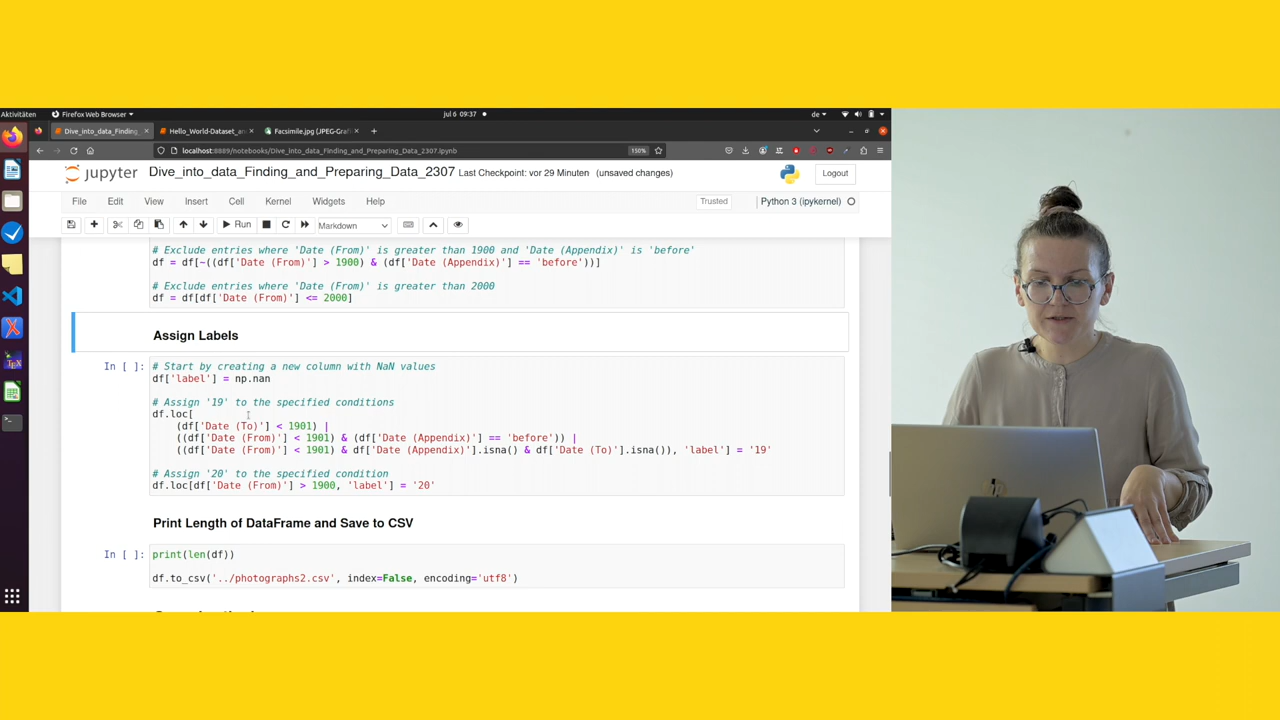 Aktivitäten
Firefox Web Browser
Jul 6 09:37
de
Dive_into_data_Finding_
Hello_World-Dataset_an
Facsimile.jpg (JPEG-Grafi
localhost:8889/notebooks/Dive_into_data_Finding_and_Preparing_Data_2307.ipynb
150%
jupyter Dive_into_data_Finding_and_Preparing_Data_2307 Last Checkpoint: vor 29 Minuten (unsaved changes)
Logout
File Edit View Insert Cell Kernel Widgets Help
Trusted
Python 3 (ipykernel)
Run
Markdown
# Exclude entries where 'Date (From)' is greater than 1900 and 'Date (Appendix)' is 'before'
df = df[~((df['Date (From)'] > 1900) & (df['Date (Appendix)'] == 'before'))]
# Exclude entries where 'Date (From)' is greater than 2000
df = df[df['Date (From)'] <= 2000]
Assign Labels
In [ ]:
# Start by creating a new column with NaN values
df['label'] = np.nan
# Assign '19' to the specified conditions
df.loc[
(df['Date (To)'] < 1901) |
((df['Date (From)'] < 1901) & (df['Date (Appendix)'] == 'before')) |
((df['Date (From)'] < 1901) & df['Date (Appendix)'].isna() & df['Date (To)'].isna()), 'label'] = '19'
# Assign '20' to the specified condition
df.loc[df['Date (From)'] > 1900, 'label'] = '20'
Print Length of DataFrame and Save to CSV
In [ ]:
print(len(df))
df.to_csv('../photographs2.csv', index=False, encoding='utf8')